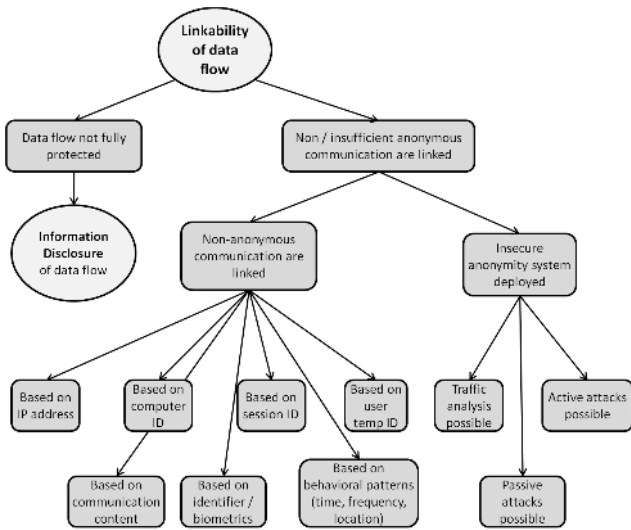 Linkability
of data
flow
Data flow not fully
protected
Non / insufficient anonymous
communication are linked
Information
Disclosure
of data flow
Non-anonymous
communication are
linked
Insecure
anonymity system
deployed
Based on
IP address
Based on
computer
ID
Based on
session ID
Based on
user
temp ID
Traffic
analysis
possible
Active attacks
possible
Based on
communication
content
Based on
identifier /
biometrics
Based on
behavioral patterns
(time, frequency,
location)
Passive
attacks
possible